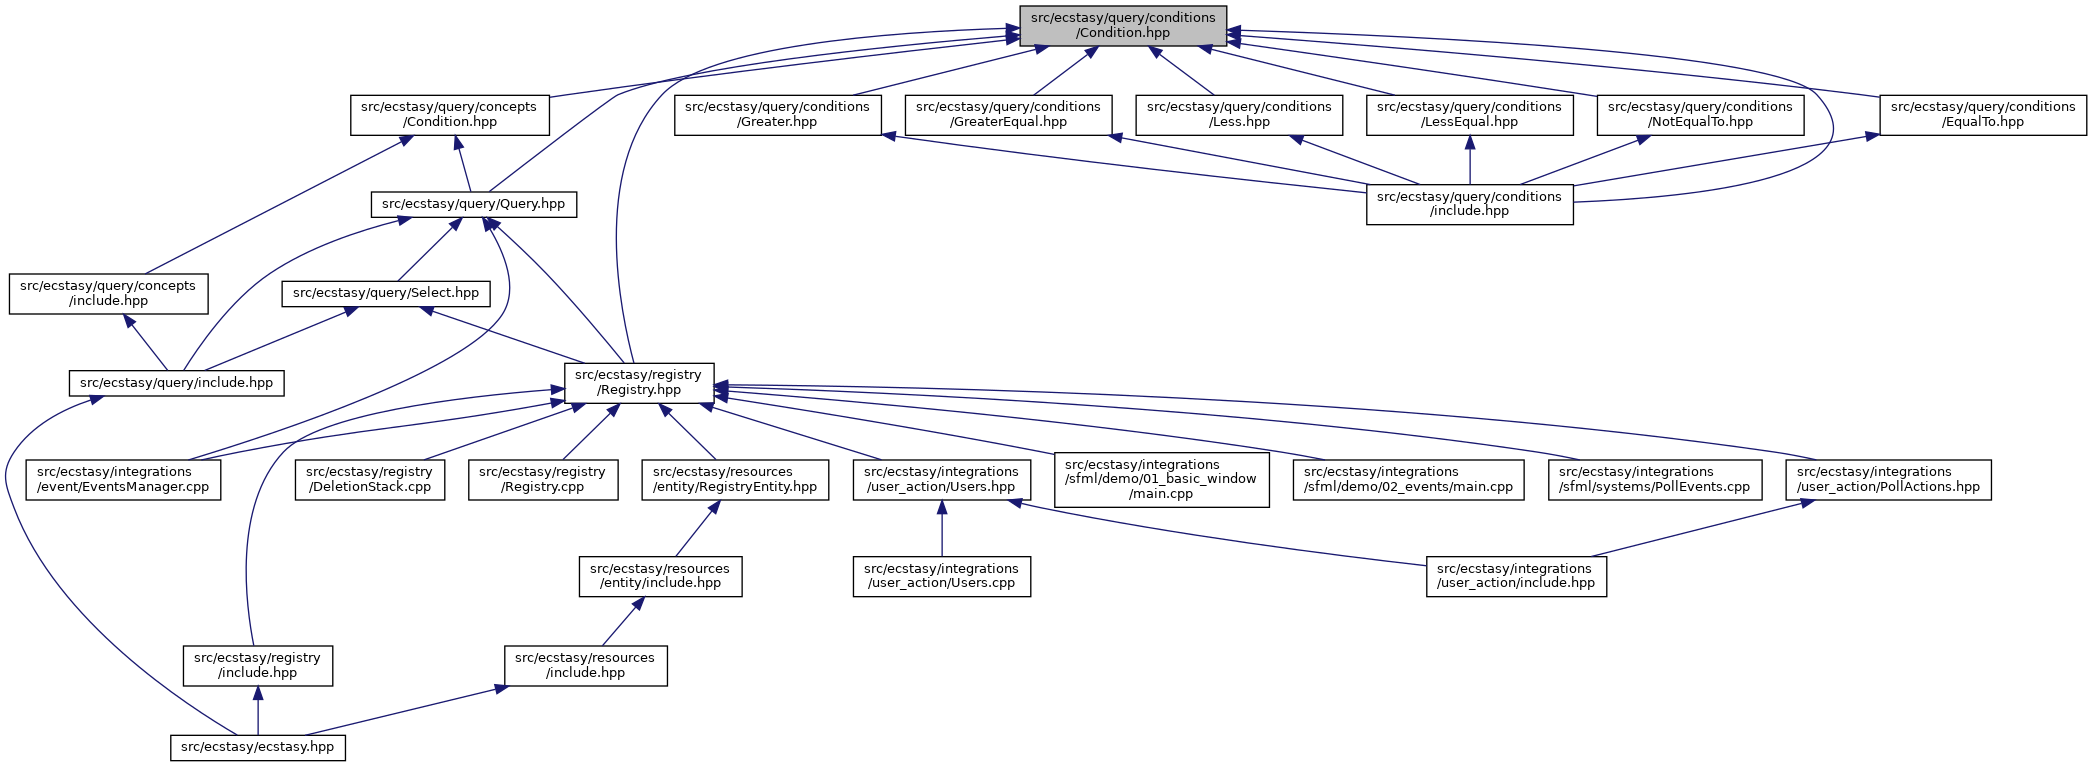 src/ecstasy/query/conditions
/Condition.hpp
src/ecstasy/query/concepts
/Condition.hpp
src/ecstasy/query/conditions
/Greater.hpp
src/ecstasy/query/conditions
/GreaterEqual.hpp
src/ecstasy/query/conditions
/Less.hpp
src/ecstasy/query/conditions
/LessEqual.hpp
src/ecstasy/query/conditions
/NotEqualTo.hpp
src/ecstasy/query/conditions
/EqualTo.hpp
src/ecstasy/query/Query.hpp
src/ecstasy/query/conditions
/include.hpp
src/ecstasy/query/concepts
/include.hpp
src/ecstasy/query/Select.hpp
src/ecstasy/query/include.hpp
src/ecstasy/registry
/Registry.hpp
src/ecstasy/integrations
/event/EventsManager.cpp
src/ecstasy/registry
/DeletionStack.cpp
src/ecstasy/registry
/Registry.cpp
src/ecstasy/resources
/entity/RegistryEntity.hpp
src/ecstasy/integrations
/user_action/Users.hpp
src/ecstasy/integrations
/sfml/demo/01_basic_window
/main.cpp
src/ecstasy/integrations
/sfml/demo/02_events/main.cpp
src/ecstasy/integrations
/sfml/systems/PollEvents.cpp
src/ecstasy/integrations
/user_action/PollActions.hpp
src/ecstasy/resources
/entity/include.hpp
src/ecstasy/integrations
/user_action/Users.cpp
src/ecstasy/integrations
/user_action/include.hpp
src/ecstasy/registry
/include.hpp
src/ecstasy/resources
/include.hpp
src/ecstasy/ecstasy.hpp